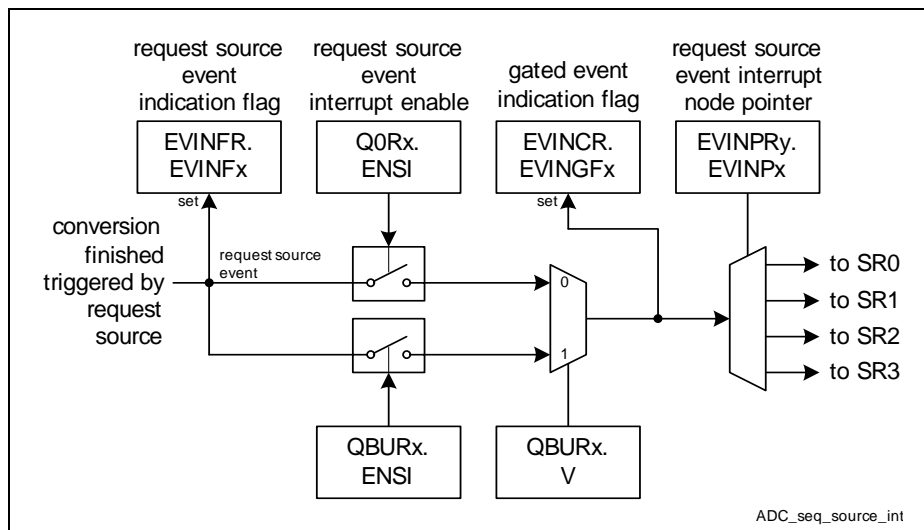 request source
event
indication flag
request source
event
interrupt enable
gated event
indication flag
request source
event interrupt
node pointer
EVINFR.
EVINFx
Q0Rx.
ENSI
EVINCR.
EVINGFx
EVINPRy.
EVINPx
set
set
conversion
finished
triggered by
request
source
request source
event
0
1
to SR0
to SR1
to SR2
to SR3
QBURx.
ENSI
QBURx.
V
ADC_seq_source_int